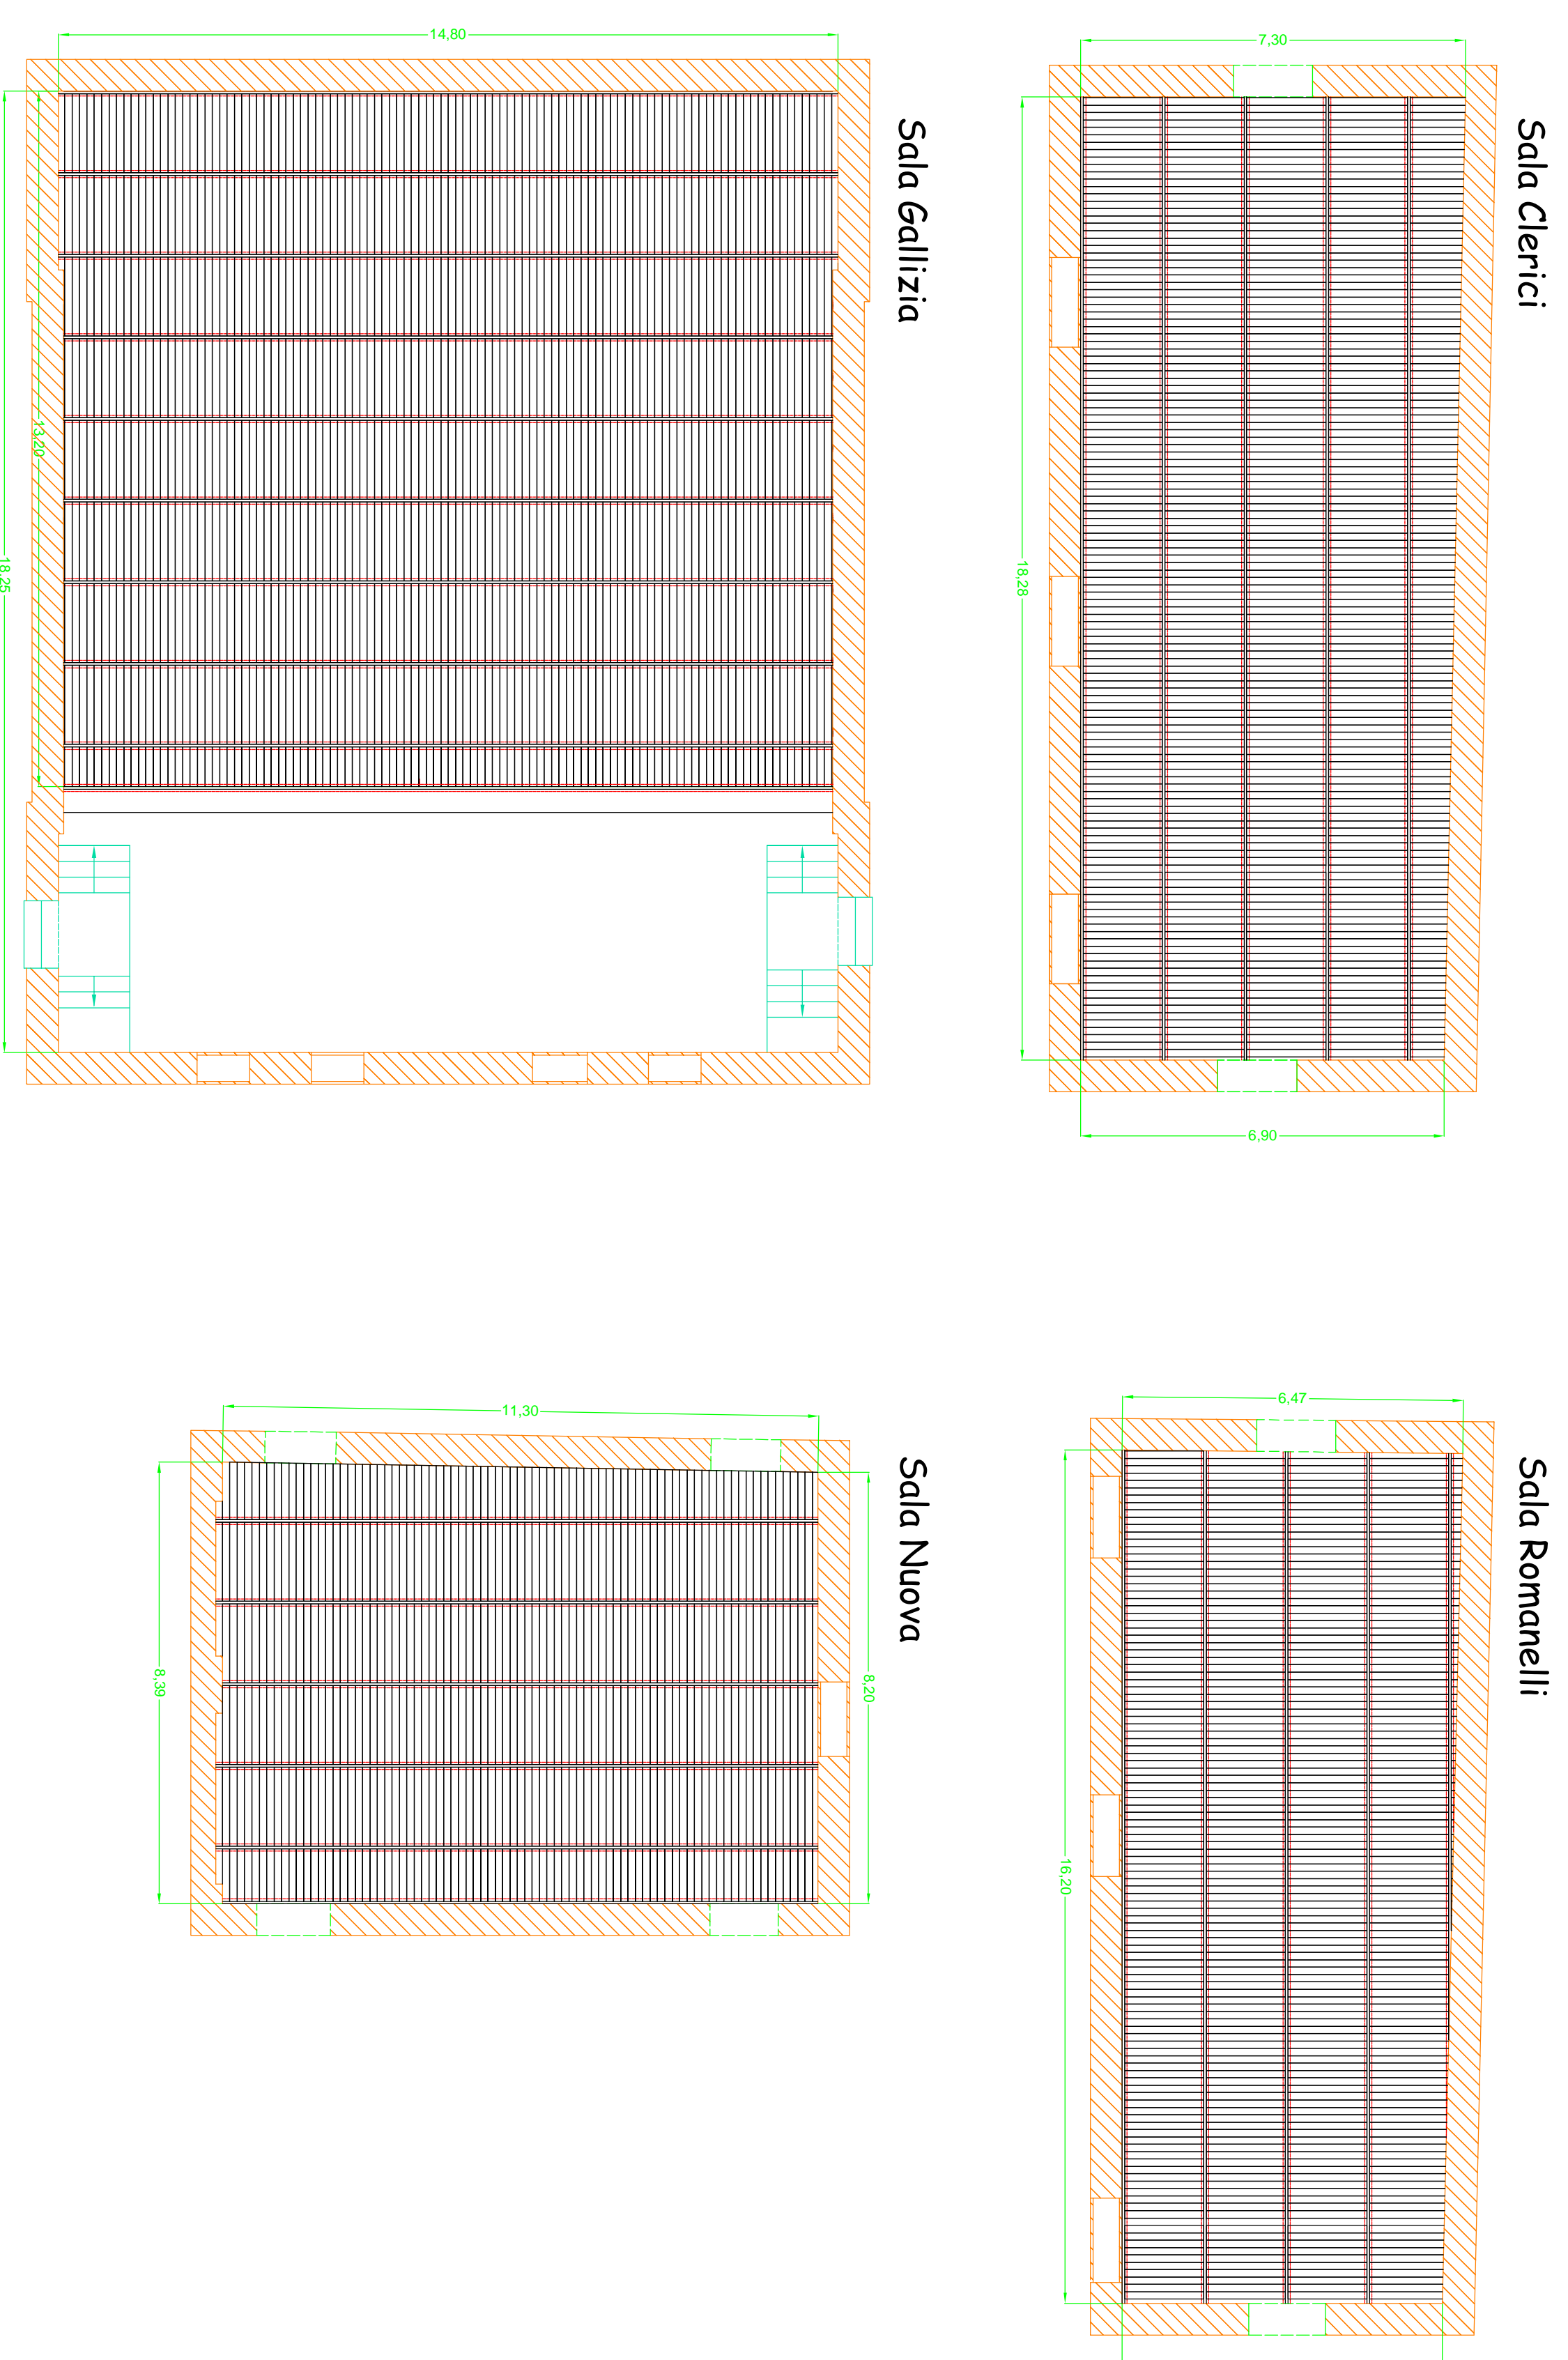 Sala Clerici
7,30
18,28
6,90
Sala Romanelli
6,47
16,20
Sala Gallizia
14,80
13,20
18,25
Sala Nuova
11,30
8,20
8,39